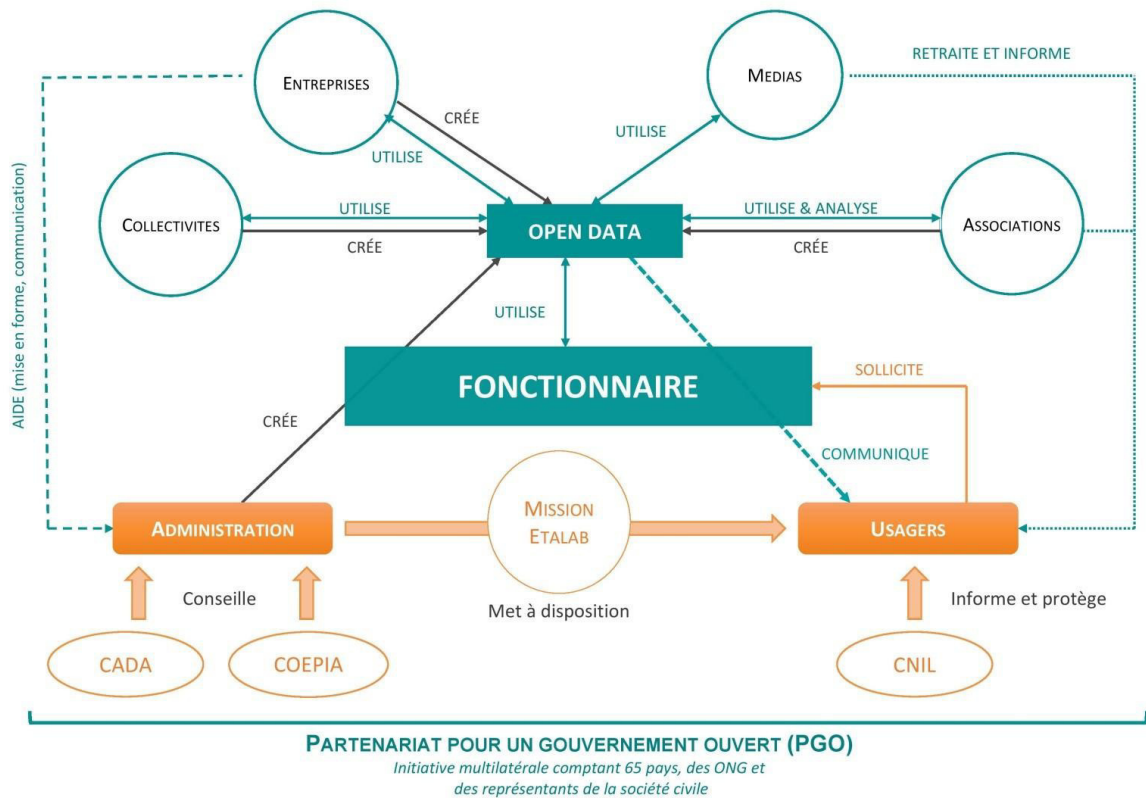 ENTREPRISES
MEDIAS
RETRAITE ET INFORME
CRÉE
UTILISE
UTILISE
AIDE (mise en forme, communication)
COLLECTIVITES
UTILISE
CRÉE
OPEN DATA
UTILISE & ANALYSE
CRÉE
ASSOCIATIONS
UTILISE
FONCTIONNAIRE
SOLLICITE
CRÉE
COMMUNIQUE
ADMINISTRATION
MISSION
ETALAB
USAGERS
Conseille
Met à disposition
Informe et protège
CADA
COEPIA
CNIL
PARTENARIAT POUR UN GOUVERNEMENT OUVERT (PGO)
Initiative multilatérale comptant 65 pays, des ONG et
des représentants de la société civile